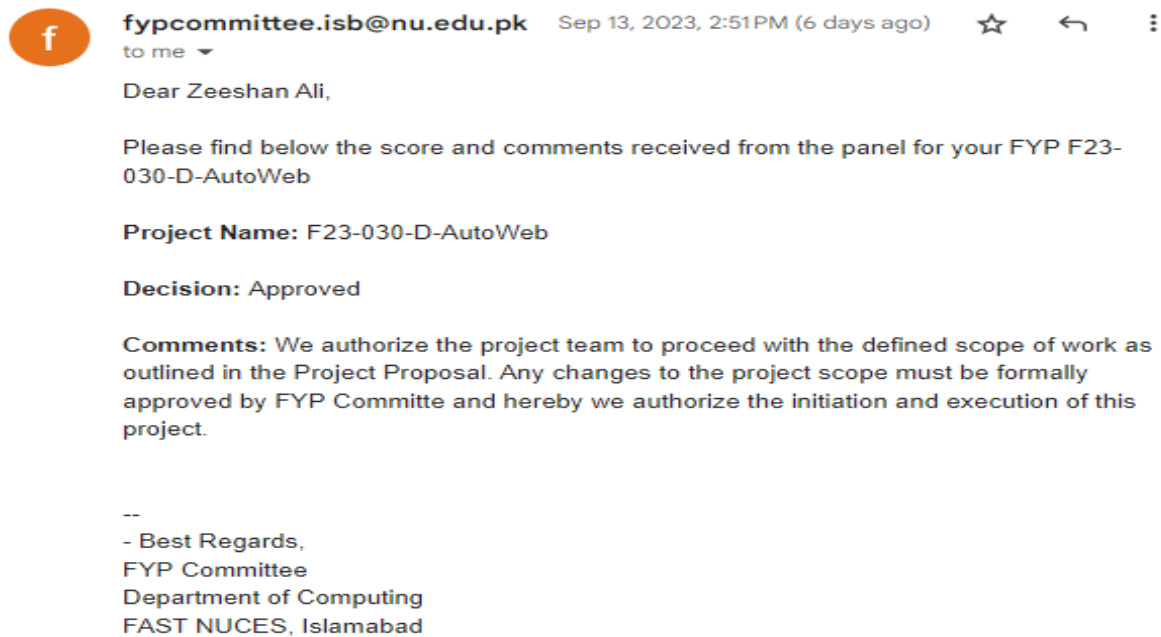 f
fypcommittee.isb@nu.edu.pk Sep 13, 2023, 2:51 PM (6 days ago)
to me
Dear Zeeshan Ali,
Please find below the score and comments received from the panel for your FYP F23-
030-D-AutoWeb
Project Name: F23-030-D-AutoWeb
Decision: Approved
Comments: We authorize the project team to proceed with the defined scope of work as
outlined in the Project Proposal. Any changes to the project scope must be formally
approved by FYP Committe and hereby we authorize the initiation and execution of this
project.
--
- Best Regards,
FYP Committee
Department of Computing
FAST NUCES, Islamabad